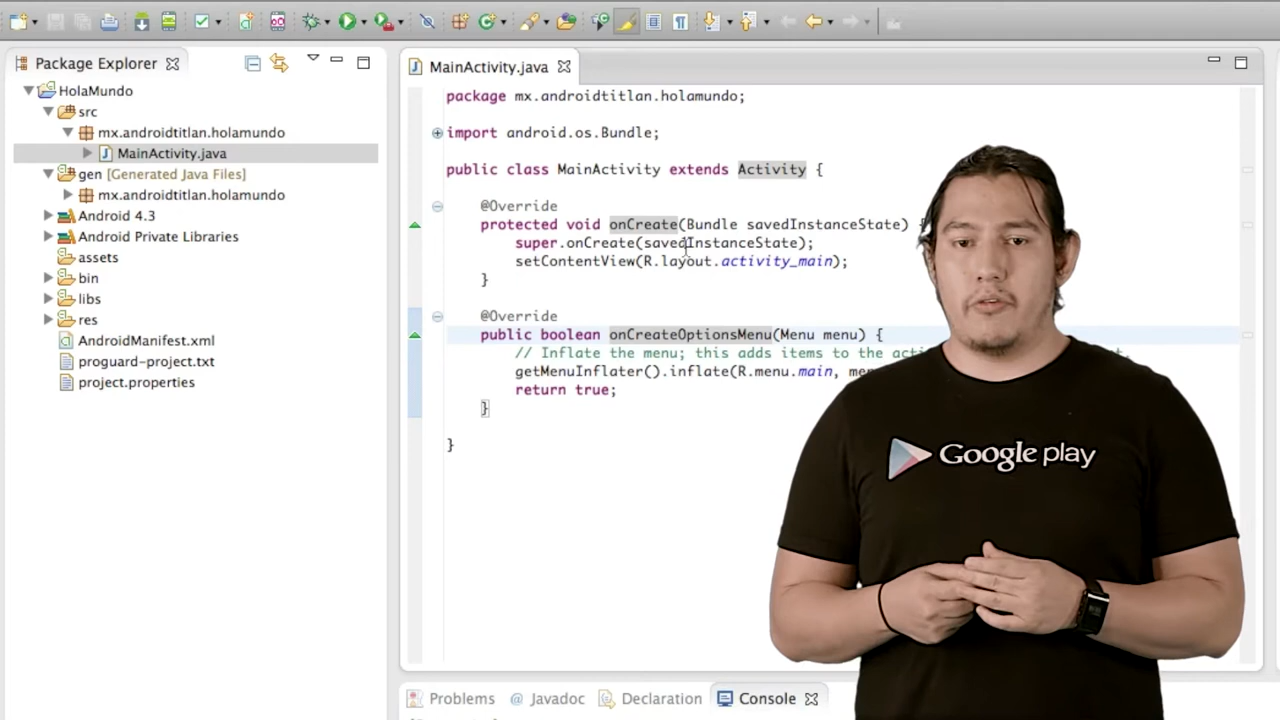 Package Explorer
MainActivity.java
HolaMundo
src
mx.androidtitlan.holamundo
MainActivity.java
gen [Generated Java Files]
mx.androidtitlan.holamundo
Android 4.3
Android Private Libraries
assets
bin
libs
res
AndroidManifest.xml
proguard-project.txt
project.properties
package mx.androidtitlan.holamundo;
import android.os.Bundle;
public class MainActivity extends Activity {
@Override
protected void onCreate(Bundle savedInstanceState) {
super.onCreate(savedInstanceState);
setContentView(R.layout.activity_main);
}
@Override
public boolean onCreateOptionsMenu(Menu menu) {
// Inflate the menu; this adds items to the
getMenuInflater().inflate(R.menu.main,
return true;
}
}
Google play
Problems
@ Javadoc
Declaration
Console